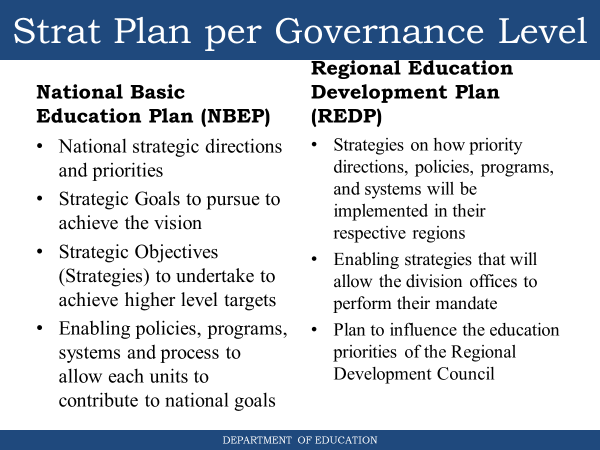 Strat Plan per Governance Level
National Basic
Education Plan (NBEP)
• National strategic directions
and priorities
• Strategic Goals to pursue to
achieve the vision
• Strategic Objectives
(Strategies) to undertake to
achieve higher level targets
• Enabling policies, programs,
systems and process to
allow each units to
contribute to national goals
Regional Education
Development Plan
(REDP)
• Strategies on how priority
directions, policies, programs,
and systems will be
implemented in their
respective regions
• Enabling strategies that will
allow the division offices to
perform their mandate
• Plan to influence the education
priorities of the Regional
Development Council
DEPARTMENT OF EDUCATION